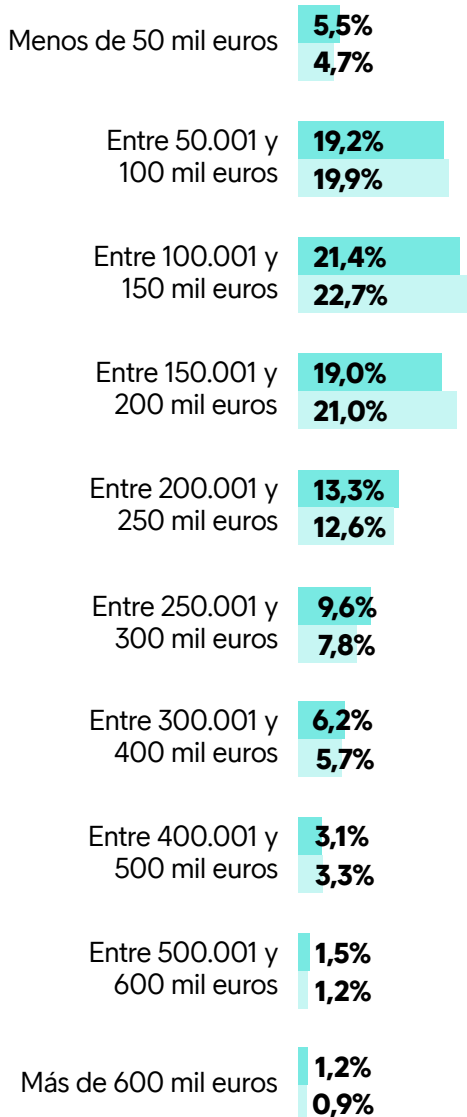 Menos de 50 mil euros
5,5%
4,7%
Entre 50.001 y
100 mil euros
19,2%
19,9%
Entre 100.001 y
150 mil euros
21,4%
22,7%
Entre 150.001 y
200 mil euros
19,0%
21,0%
Entre 200.001 y
250 mil euros
13,3%
12,6%
Entre 250.001 y
300 mil euros
9,6%
7,8%
Entre 300.001 y
400 mil euros
6,2%
5,7%
Entre 400.001 y
500 mil euros
3,1%
3,3%
Entre 500.001 y
600 mil euros
1,5%
1,2%
Más de 600 mil euros
1,2%
0,9%